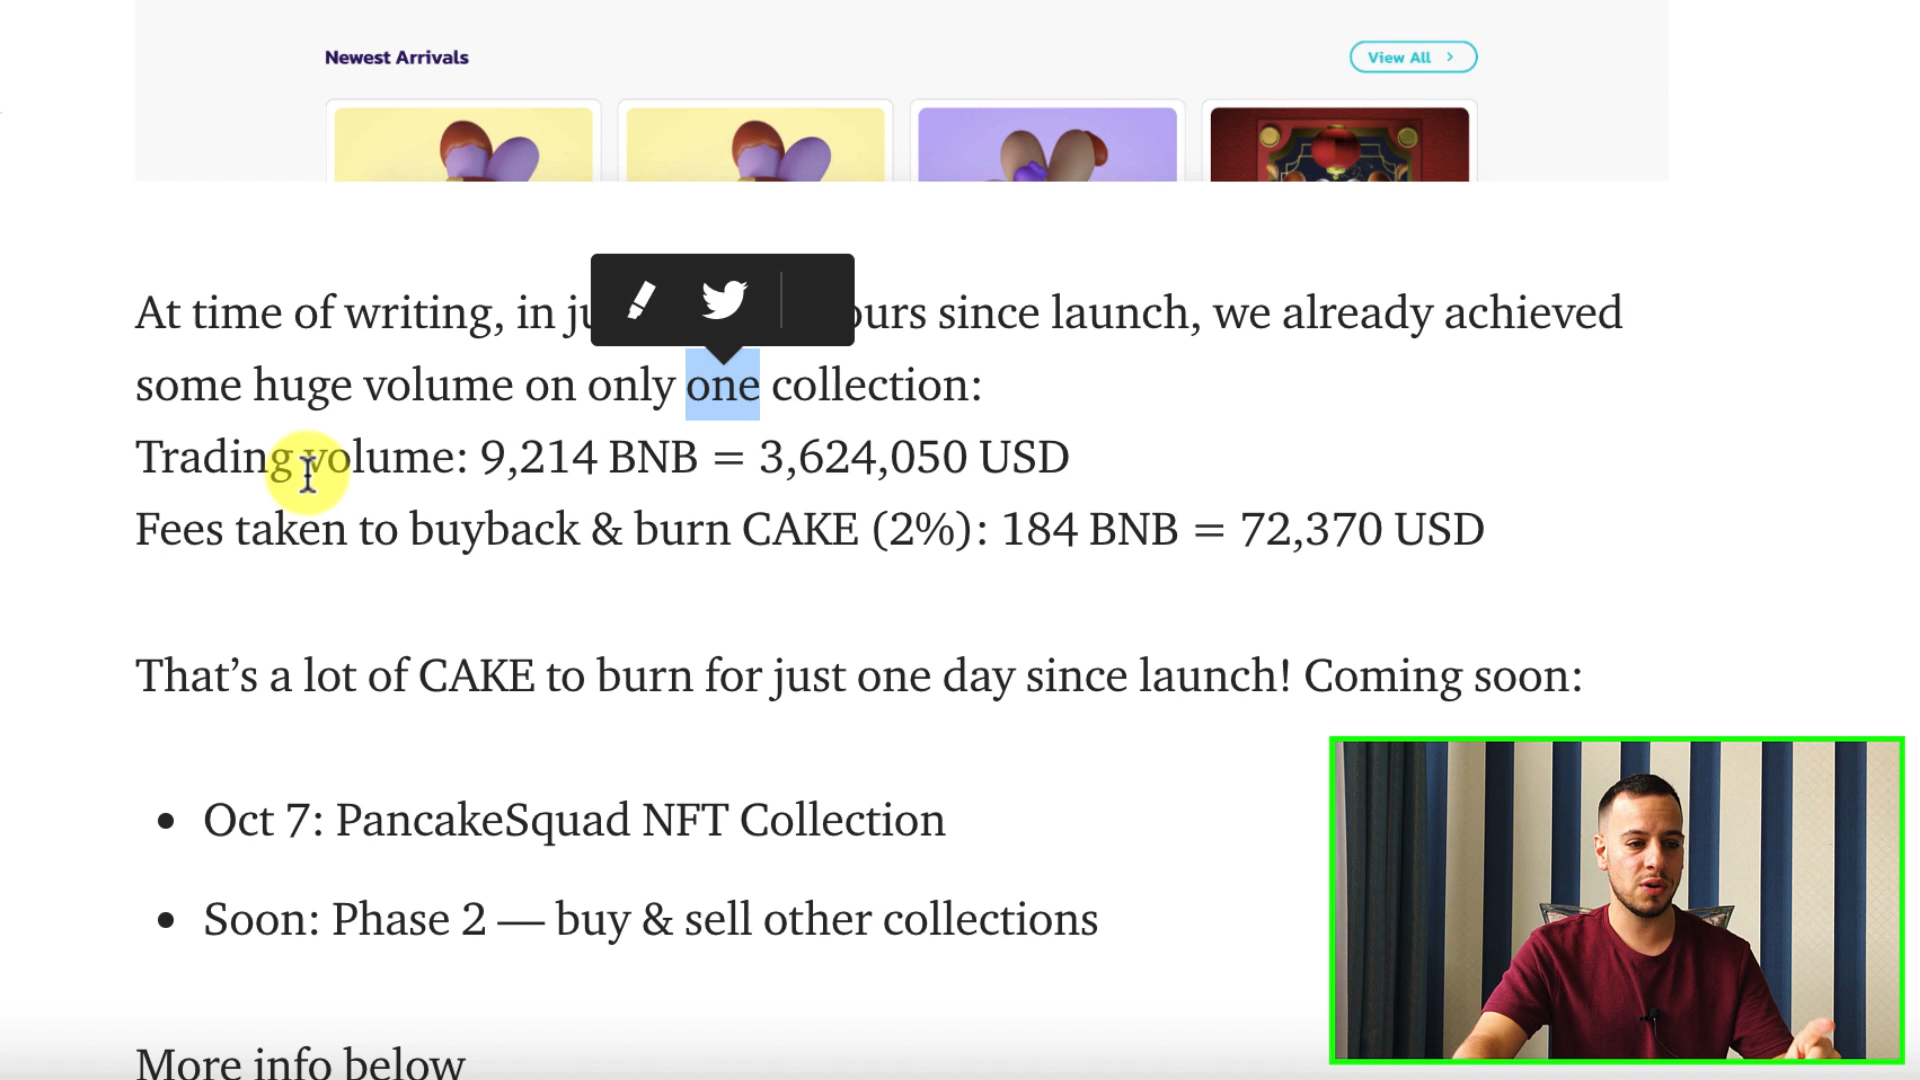 Newest Arrivals
View All >
At time of writing, in ours since launch, we already achieved
some huge volume on only one collection:
Trading volume: 9,214 BNB = 3,624,050 USD
Fees taken to buyback & burn CAKE (2%): 184 BNB = 72,370 USD
That’s a lot of CAKE to burn for just one day since launch! Coming soon:
• Oct 7: PancakeSquad NFT Collection
• Soon: Phase 2 — buy & sell other collections
More info below